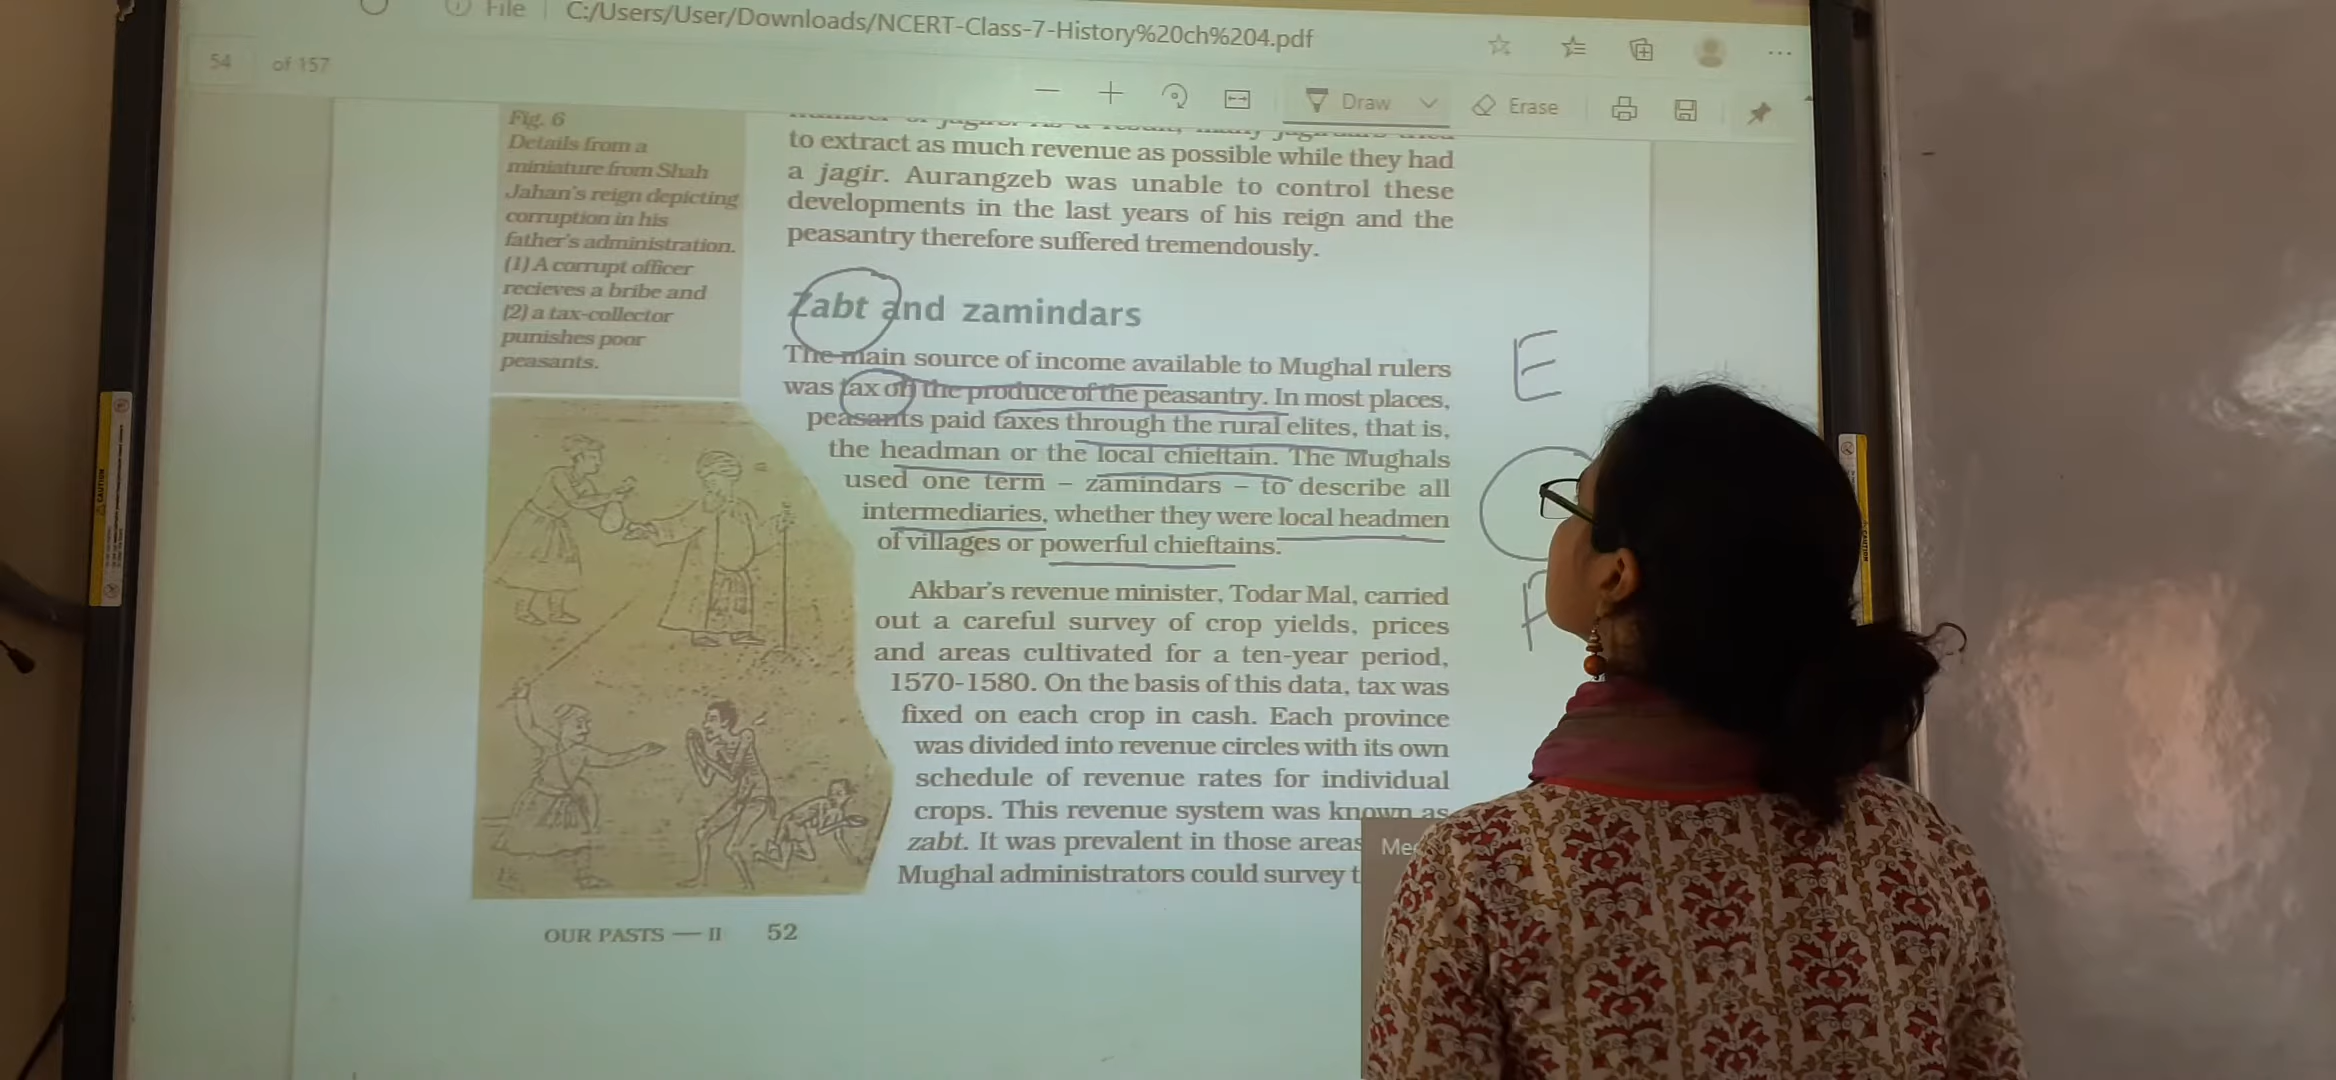 File C:/Users/User/Downloads/NCERT-Class-7-History%20ch%204.pdf
54 of 157
Draw Erase
Fig. 6
Details from a
miniature from Shah
Jahan's reign depicting
corruption in his
father's administration.
(1) A corrupt officer
recieves a bribe and
(2) a tax-collector
punishes poor
peasants.
to extract as much revenue as possible while they had
a jagir. Aurangzeb was unable to control these
developments in the last years of his reign and the
peasantry therefore suffered tremendously.
Zabt and zamindars
The main source of income available to Mughal rulers
was tax on the produce of the peasantry. In most places,
peasants paid taxes through the rural elites, that is,
the headman or the local chieftain. The Mughals
used one term – zamindars – to describe all
intermediaries, whether they were local headmen
of villages or powerful chieftains.
Akbar's revenue minister, Todar Mal, carried
out a careful survey of crop yields, prices
and areas cultivated for a ten-year period,
1570-1580. On the basis of this data, tax was
fixed on each crop in cash. Each province
was divided into revenue circles with its own
schedule of revenue rates for individual
crops. This revenue system was known as
zabt. It was prevalent in those areas
Mughal administrators could survey
E
OUR PASTS — II 52